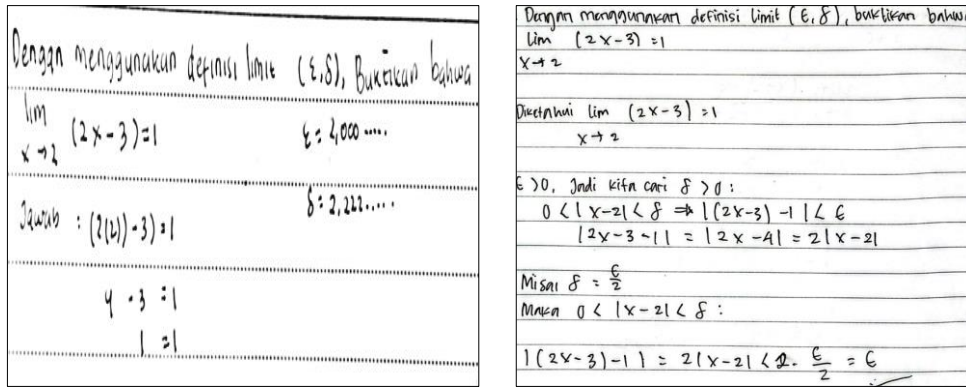 Dengan menggunakan definisi limit (ε,δ), Buktikan bahwa
lim (2x-3)=1
x→2
ε = 2,000.....
δ = 2,222.....
Jawab : (2(2))-3)=1
4 - 3 = 1
1 = 1
Dengan menggunakan definisi limit (ε,δ), buktikan bahwa
lim (2x-3) = 1
x→2
Diketahui lim (2x-3) = 1
x→2
ε > 0, Jadi kita cari δ > 0 :
0 < |x-2| < δ ⇒ |(2x-3) -1| < ε
|2x-3-1| = |2x-4| = 2|x-2|
Misal δ = ε/2
Maka 0 < |x-2| < δ :
|(2x-3)-1| = 2|x-2| < 2. ε/2 = ε